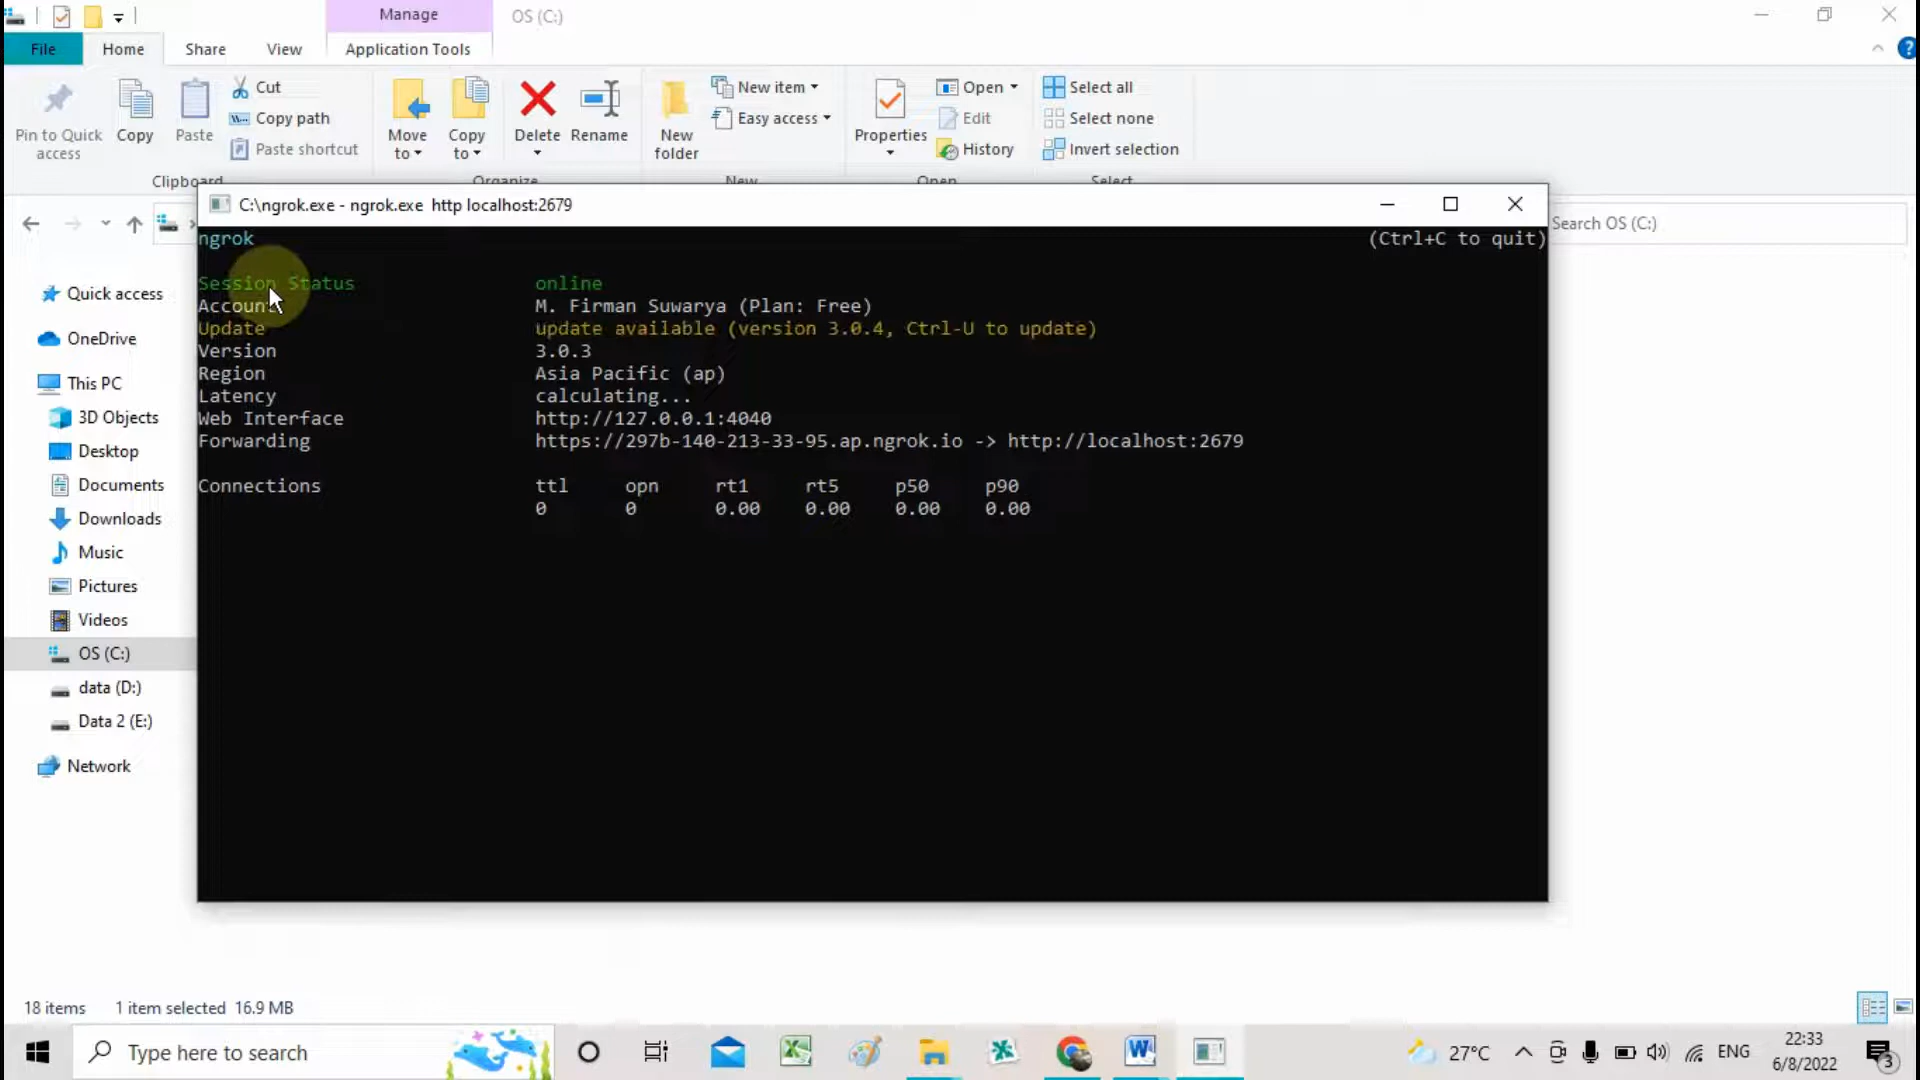 Manage
OS (C:)
File
Home
Share
View
Application Tools
Pin to Quick access
Copy
Paste
Cut
Copy path
Paste shortcut
Move to
Copy to
Delete
Rename
New folder
New item
Easy access
Properties
Open
Edit
History
Select all
Select none
Invert selection
Clipboard
Organize
New
Open
Select
C:\ngrok.exe - ngrok.exe  http localhost:2679
Search OS (C:)
ngrok (Ctrl+C to quit)
Session Status online
Account M. Firman Suwarya (Plan: Free)
Update update available (version 3.0.4, Ctrl-U to update)
Version 3.0.3
Region Asia Pacific (ap)
Latency calculating...
Web Interface http://127.0.0.1:4040
Forwarding https://297b-140-213-33-95.ap.ngrok.io -> http://localhost:2679
Connections ttl opn rt1 rt5 p50 p90
0 0 0.00 0.00 0.00 0.00
Quick access
OneDrive
This PC
3D Objects
Desktop
Documents
Downloads
Music
Pictures
Videos
OS (C:)
data (D:)
Data 2 (E:)
Network
18 items 1 item selected 16.9 MB
Type here to search
27°C
ENG
22:33
6/8/2022
3